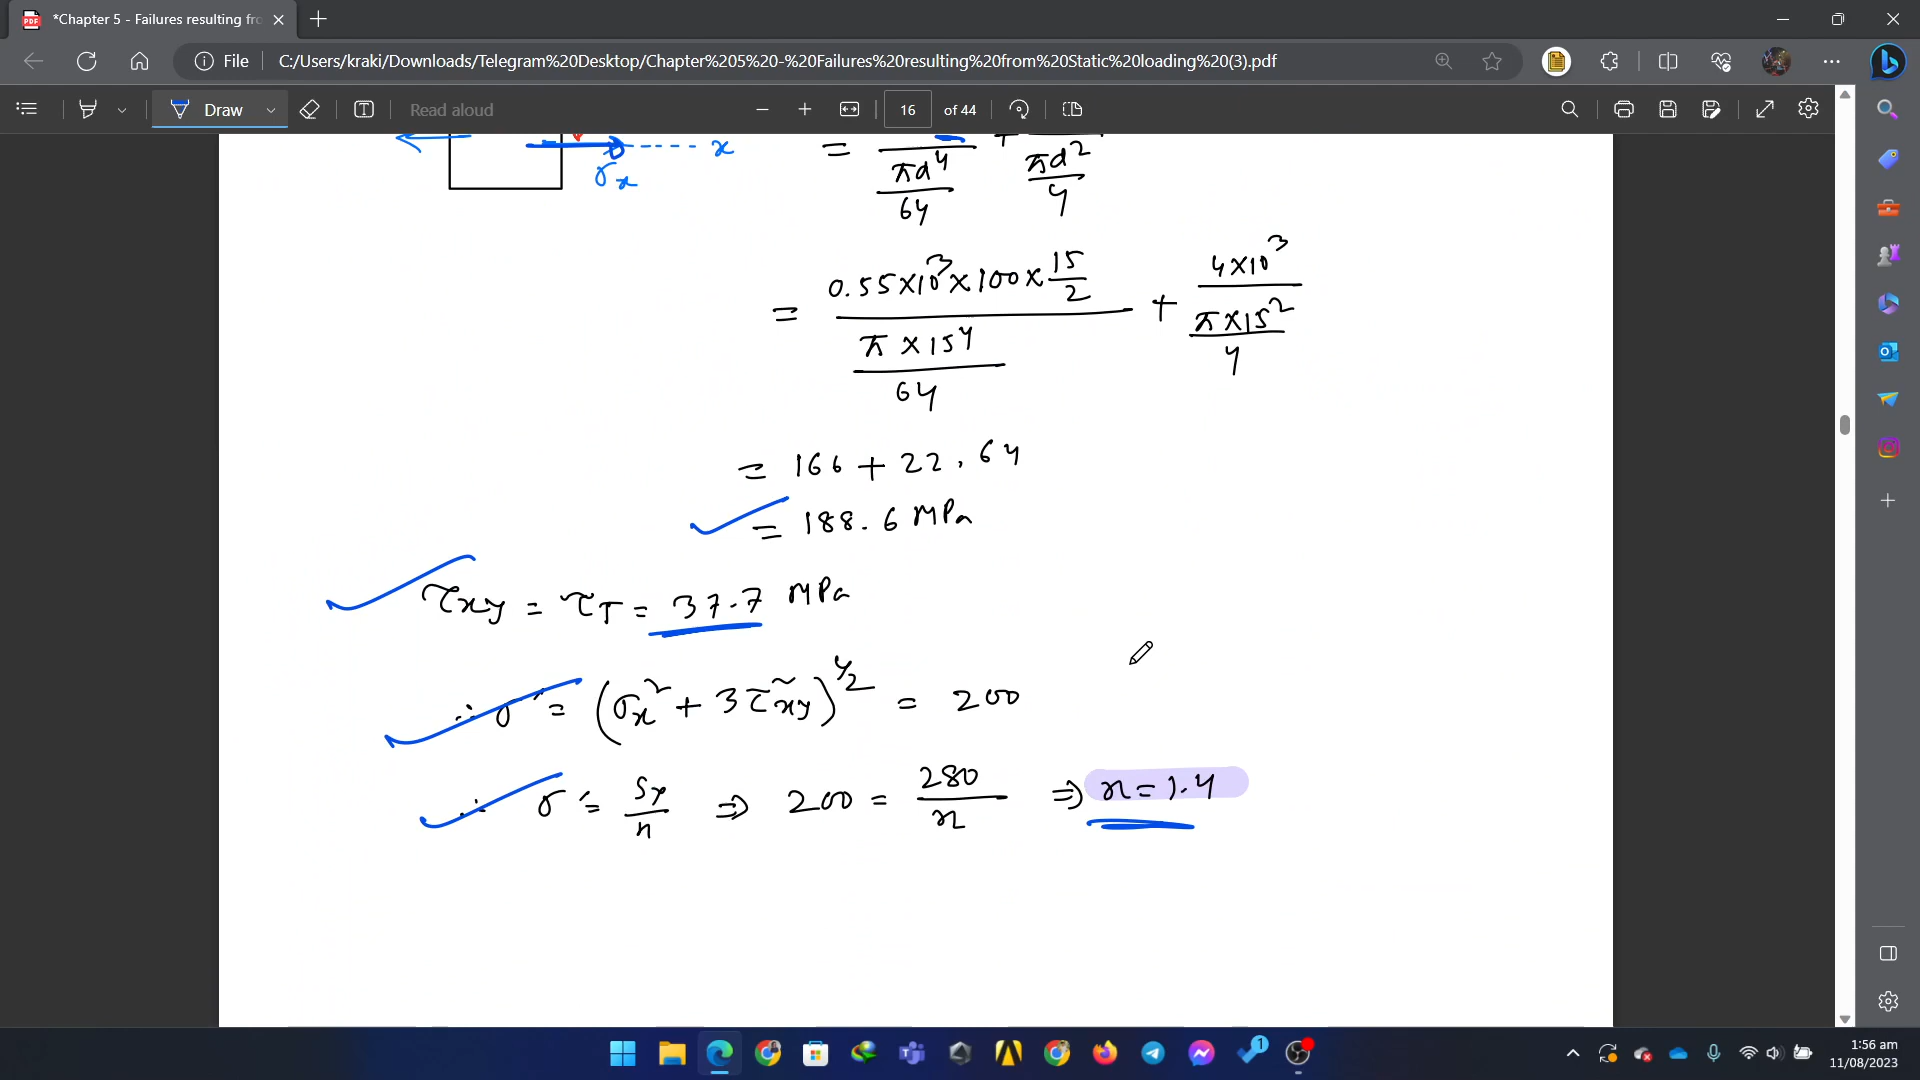 *Chapter 5 - Failures resulting fro
File
C:/Users/kraki/Downloads/Telegram%20Desktop/Chapter%205%20-%20Failures%20resulting%20from%20Static%20loading%20(3).pdf
Draw
Read aloud
16 of 44
σx x
= / (πd⁴/64) + / (πd²/4)
= (0.55×10³×100×15/2) / (π×15⁴/64) + (4×10³) / (π×15²/4)
= 166 + 22.64
= 188.6 MPa
τxy = τT = 37.7 MPa
∴ σ' = (σx² + 3τ²xy)^1/2 = 200
∴ σ' = Sy/n ⇒ 200 = 280/n ⇒ n = 1.4
1
1:56 am
11/08/2023